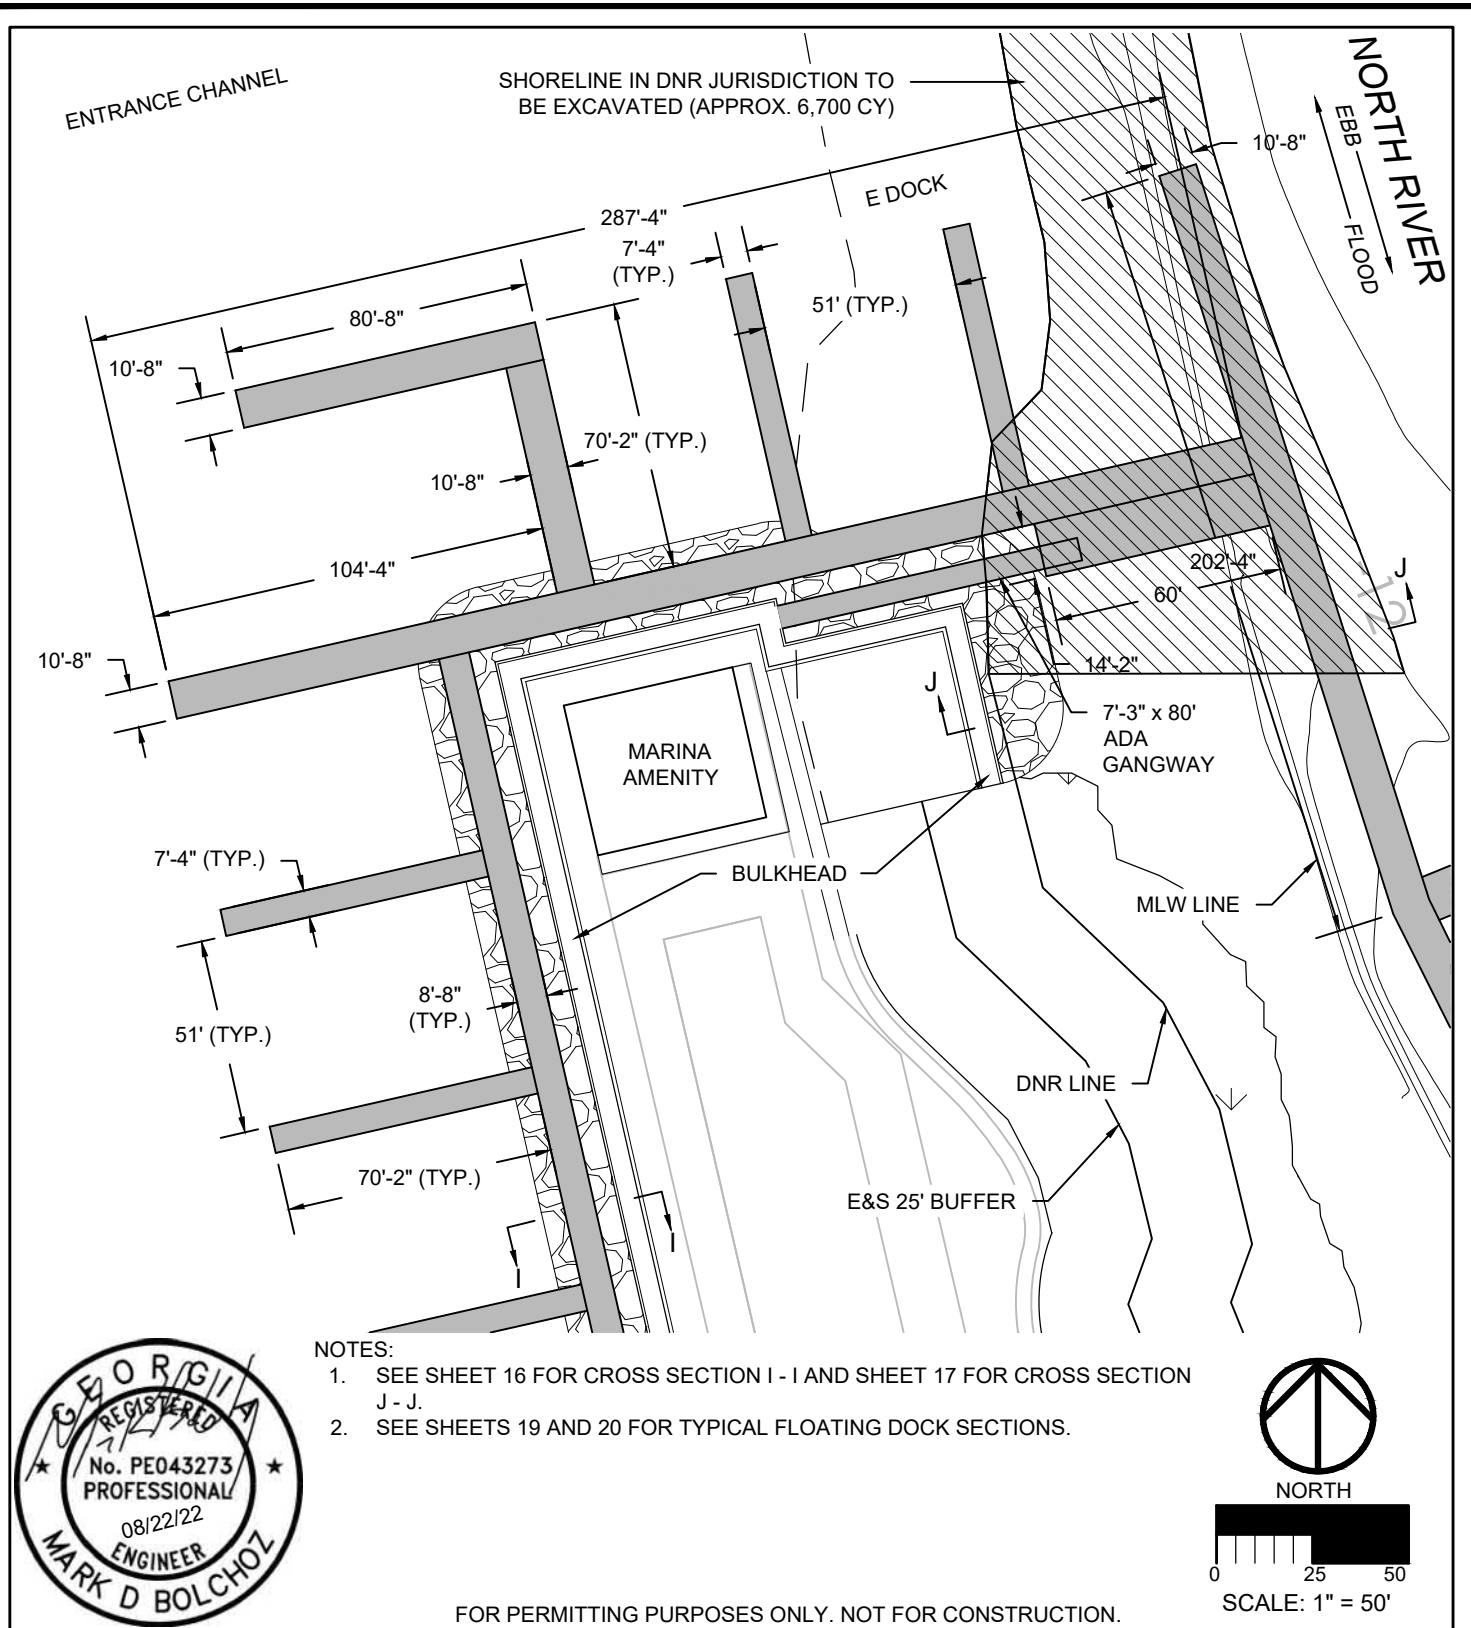 ENTRANCE CHANNEL
SHORELINE IN DNR JURISDICTION TO
BE EXCAVATED (APPROX. 6,700 CY)
NORTH RIVER
EBB
FLOOD
10'-8"
E DOCK
287'-4"
7'-4"
(TYP.)
51' (TYP.)
80'-8"
10'-8"
70'-2" (TYP.)
10'-8"
104'-4"
202'-4"
60'
J
12
10'-8"
14'-2"
J
7'-3" x 80'
ADA
GANGWAY
MARINA
AMENITY
7'-4" (TYP.)
BULKHEAD
MLW LINE
8'-8"
(TYP.)
51' (TYP.)
DNR LINE
70'-2" (TYP.)
E&S 25' BUFFER
I
I
NOTES:
1. SEE SHEET 16 FOR CROSS SECTION I - I AND SHEET 17 FOR CROSS SECTION
J - J.
2. SEE SHEETS 19 AND 20 FOR TYPICAL FLOATING DOCK SECTIONS.
GEORGIA
REGISTERED
No. PE043273
PROFESSIONAL
08/22/22
ENGINEER
MARK D BOLCHOZ
NORTH
0 25 50
SCALE: 1" = 50'
FOR PERMITTING PURPOSES ONLY. NOT FOR CONSTRUCTION.